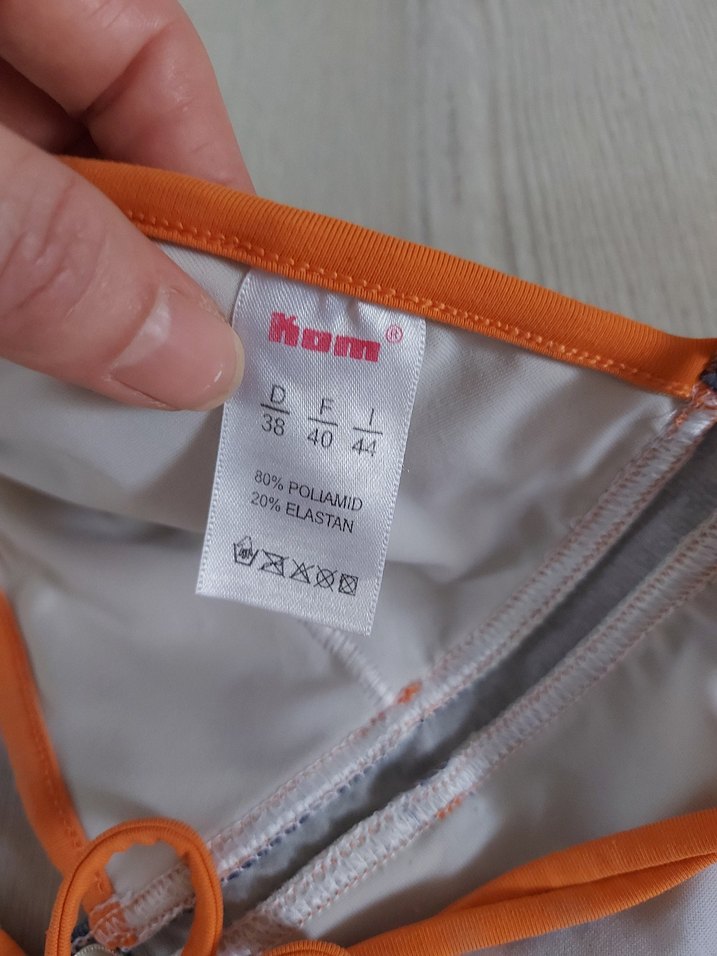 Kom®
D F I
38 40 44
80% POLIAMID
20% ELASTAN